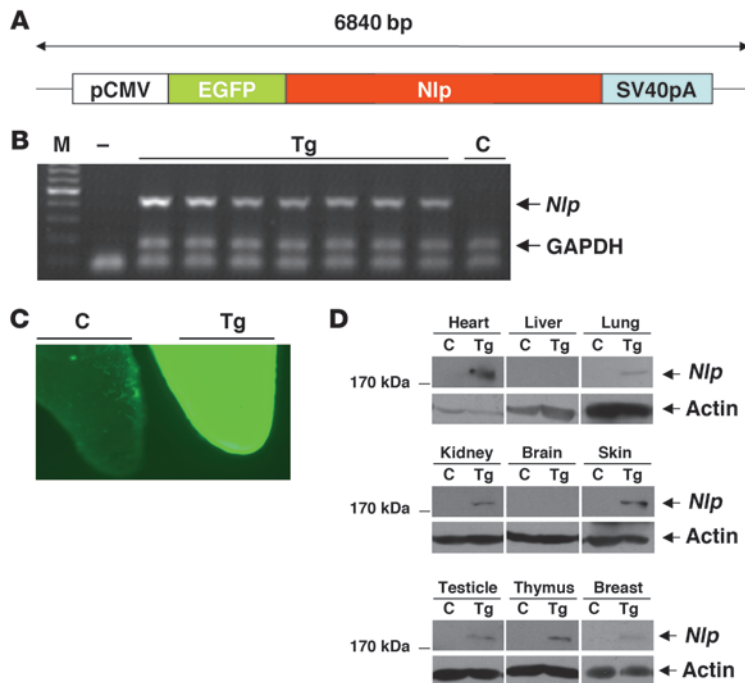 A
6840 bp
pCMV EGFP Nlp SV40pA
B
M – Tg C
Nlp
GAPDH
C
C Tg
D
Heart Liver Lung
C Tg C Tg C Tg
170 kDa Nlp
Actin
Kidney Brain Skin
C Tg C Tg C Tg
170 kDa Nlp
Actin
Testicle Thymus Breast
C Tg C Tg C Tg
170 kDa Nlp
Actin